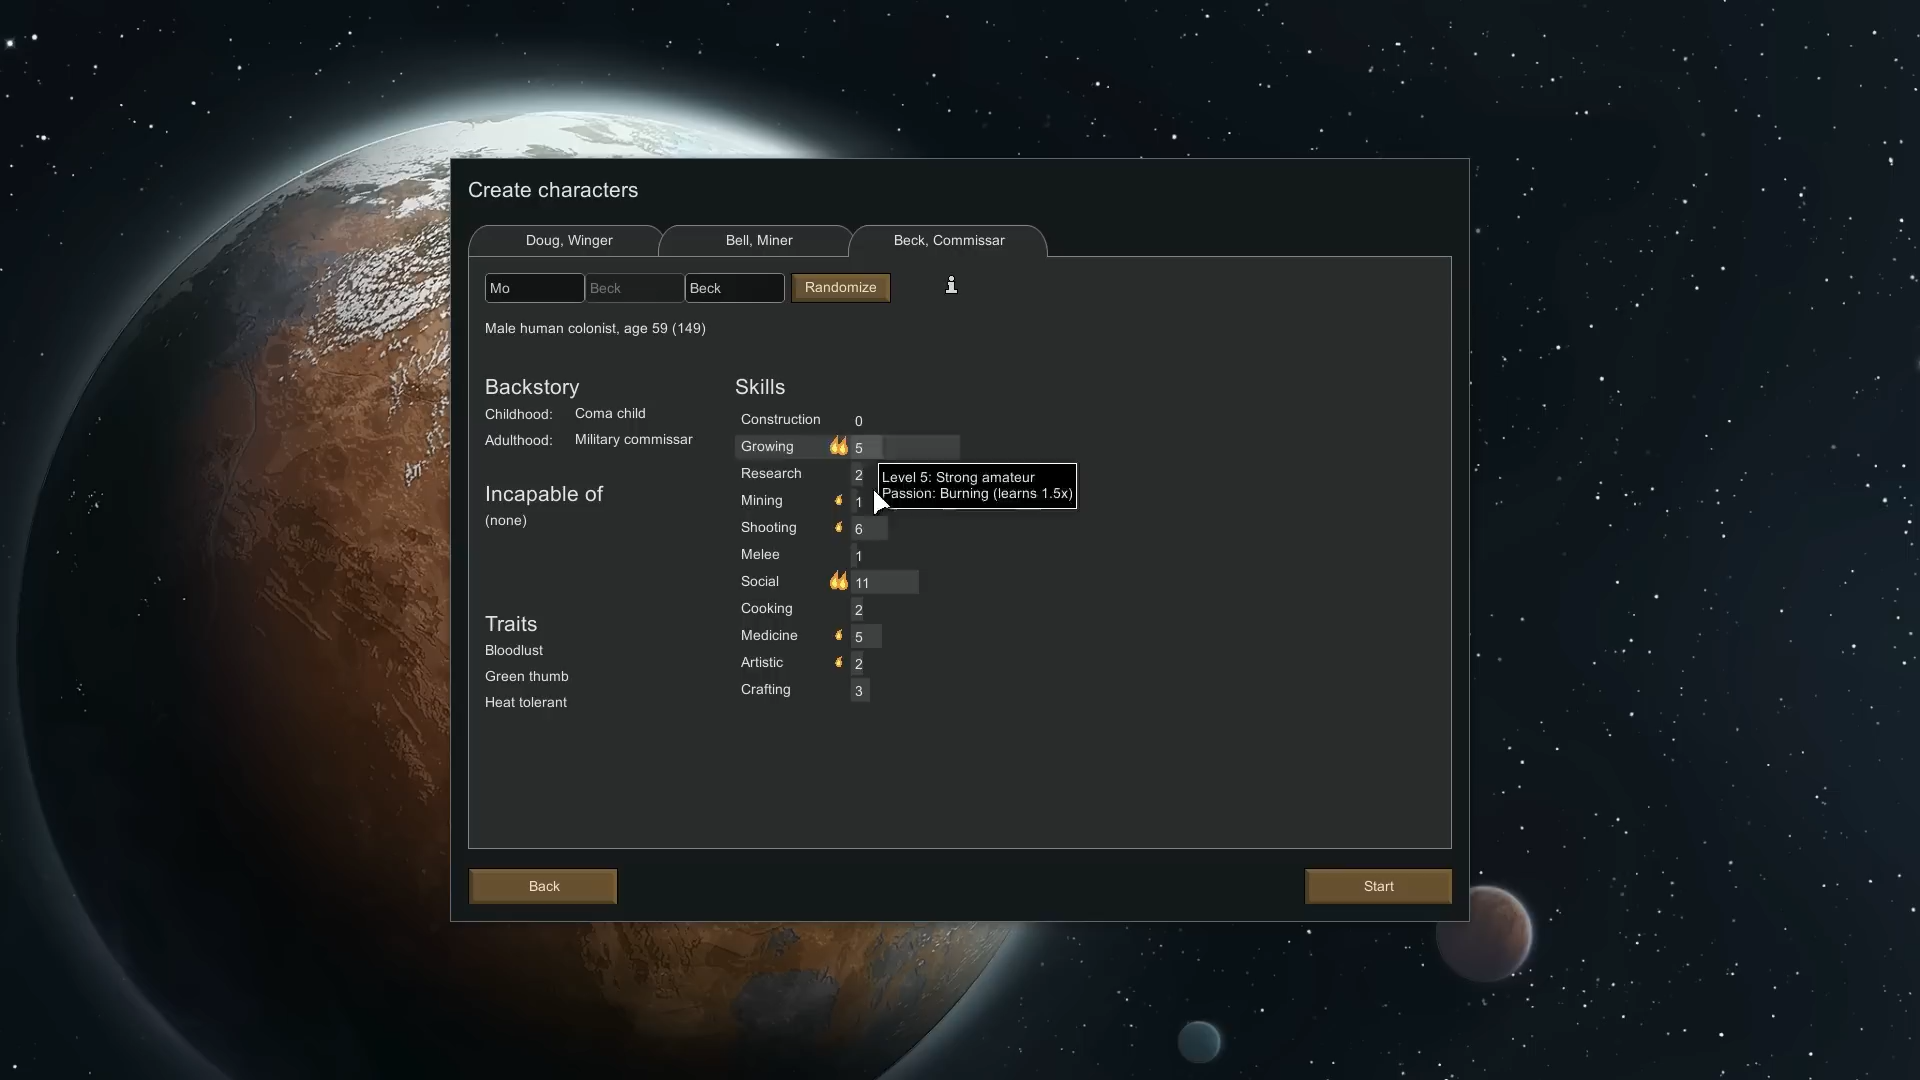 Create characters
Doug, Winger
Bell, Miner
Beck, Commissar
Mo
Beck
Beck
Randomize
Male human colonist, age 59 (149)
Backstory
Childhood: Coma child
Adulthood: Military commissar
Incapable of
(none)
Traits
Bloodlust
Green thumb
Heat tolerant
Skills
Construction 0
Growing 5
Research 2
Mining 1
Shooting 6
Melee 1
Social 11
Cooking 2
Medicine 5
Artistic 2
Crafting 3
Level 5: Strong amateur
Passion: Burning (learns 1.5x)
Back
Start